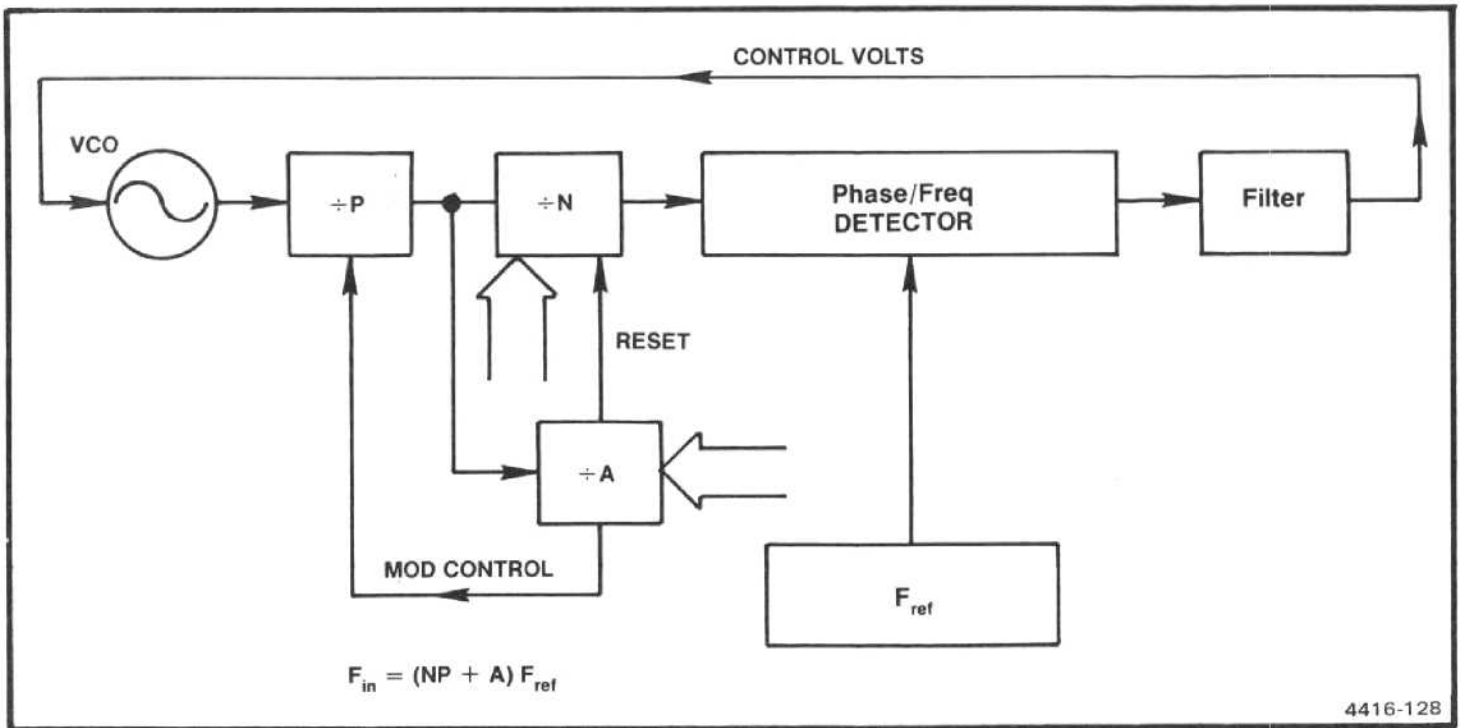 CONTROL VOLTS
VCO
÷P
÷N
Phase/Freq
DETECTOR
Filter
RESET
÷A
MOD CONTROL
F_ref
F_in = (NP + A) F_ref
4416-128